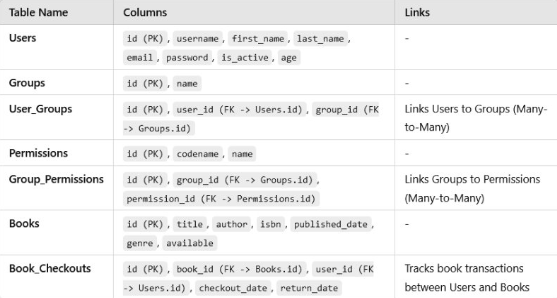 Table Name Columns Links
Users id (PK) , username , first_name , last_name , -
email , password , is_active , age
Groups id (PK) , name -
User_Groups id (PK) , user_id (FK -> Users.id) , group_id (FK Links Users to Groups (Many-
-> Groups.id) to-Many)
Permissions id (PK) , codename , name -
Group_Permissions id (PK) , group_id (FK -> Groups.id) , Links Groups to Permissions
permission_id (FK -> Permissions.id) (Many-to-Many)
Books id (PK) , title , author , isbn , published_date , -
genre , available
Book_Checkouts id (PK) , book_id (FK -> Books.id) , user_id (FK Tracks book transactions
-> Users.id) , checkout_date , return_date between Users and Books